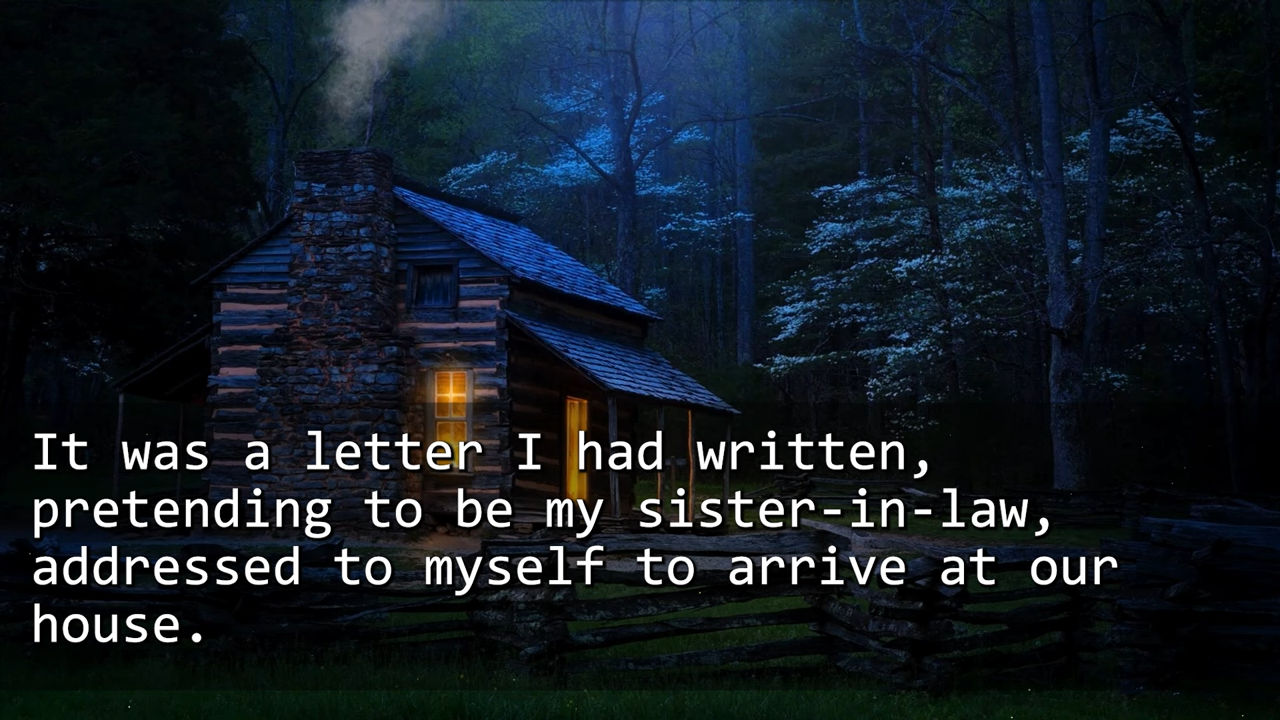 It was a letter I had written,
pretending to be my sister-in-law,
addressed to myself to arrive at our
house.